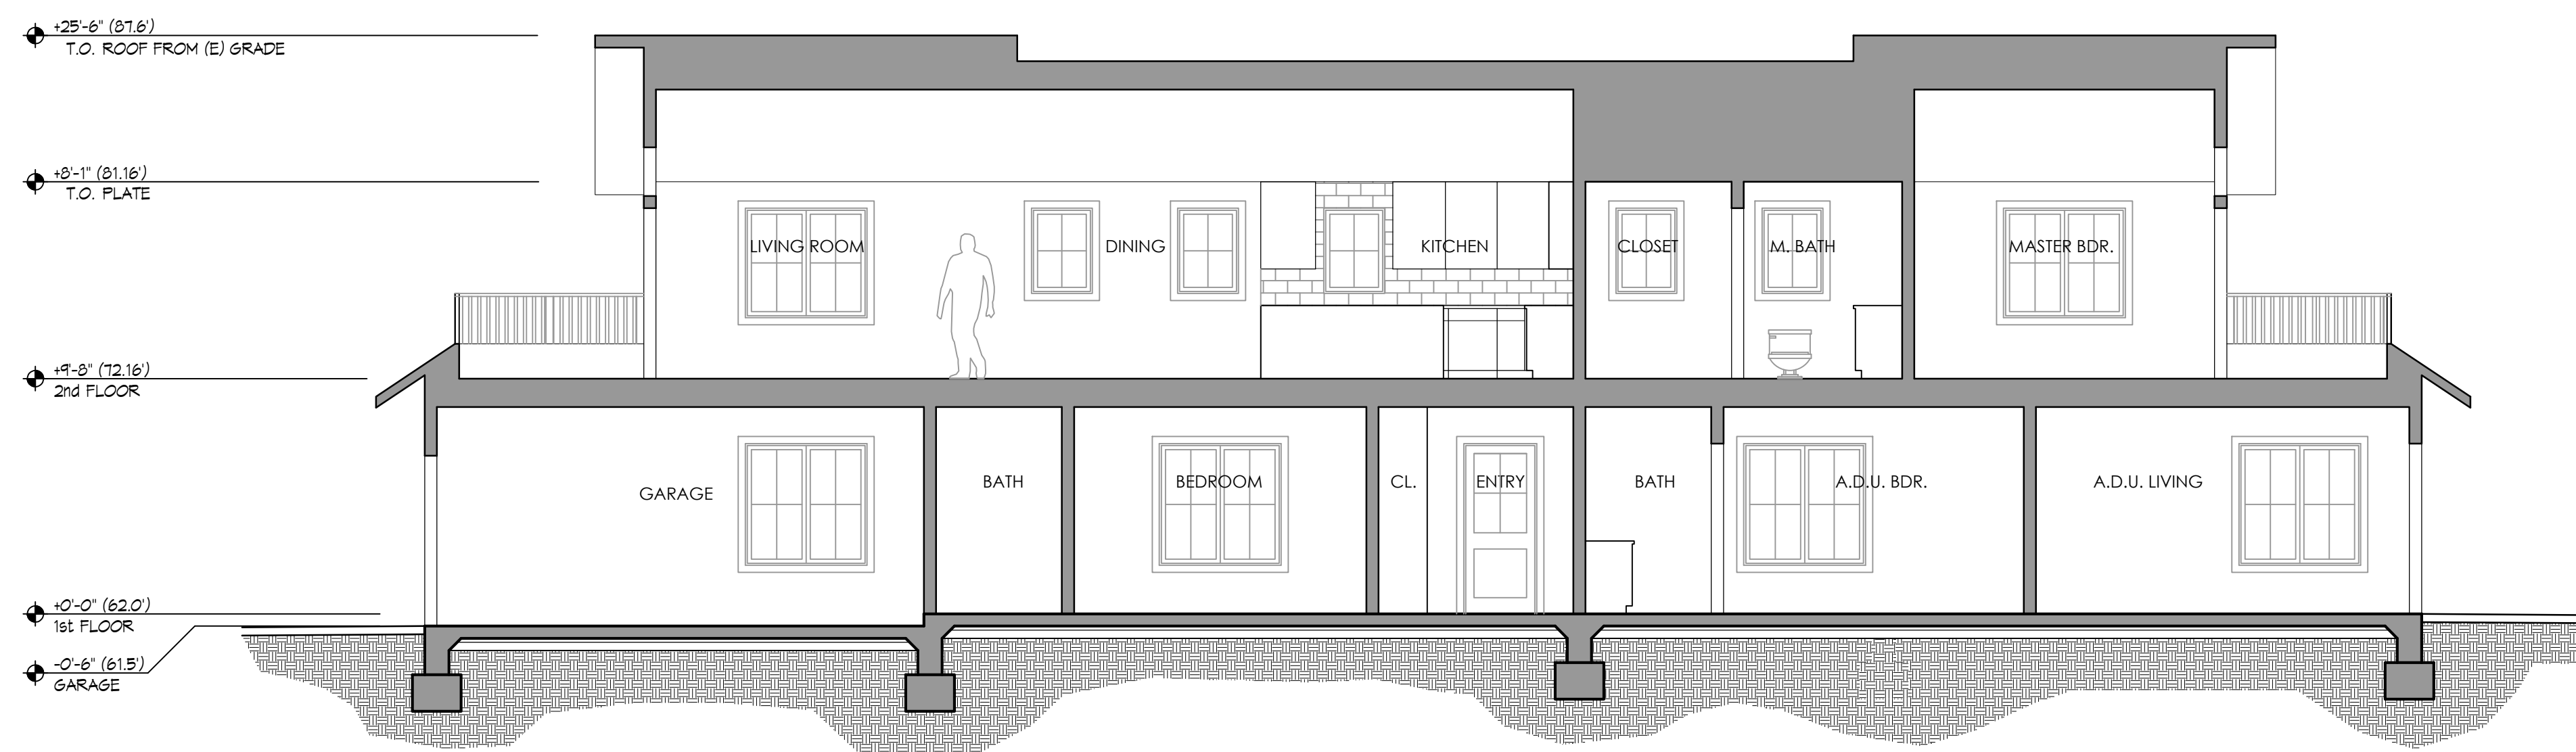 +25'-6" (87.6')
T.O. ROOF FROM (E) GRADE
+8'-1" (81.16')
T.O. PLATE
LIVING ROOM
DINING
KITCHEN
CLOSET
M. BATH
MASTER BDR.
+9'-8" (72.16')
2nd FLOOR
GARAGE
BATH
BEDROOM
CL.
ENTRY
BATH
A.D.U. BDR.
A.D.U. LIVING
+0'-0" (62.0')
1st FLOOR
-0'-6" (61.5')
GARAGE